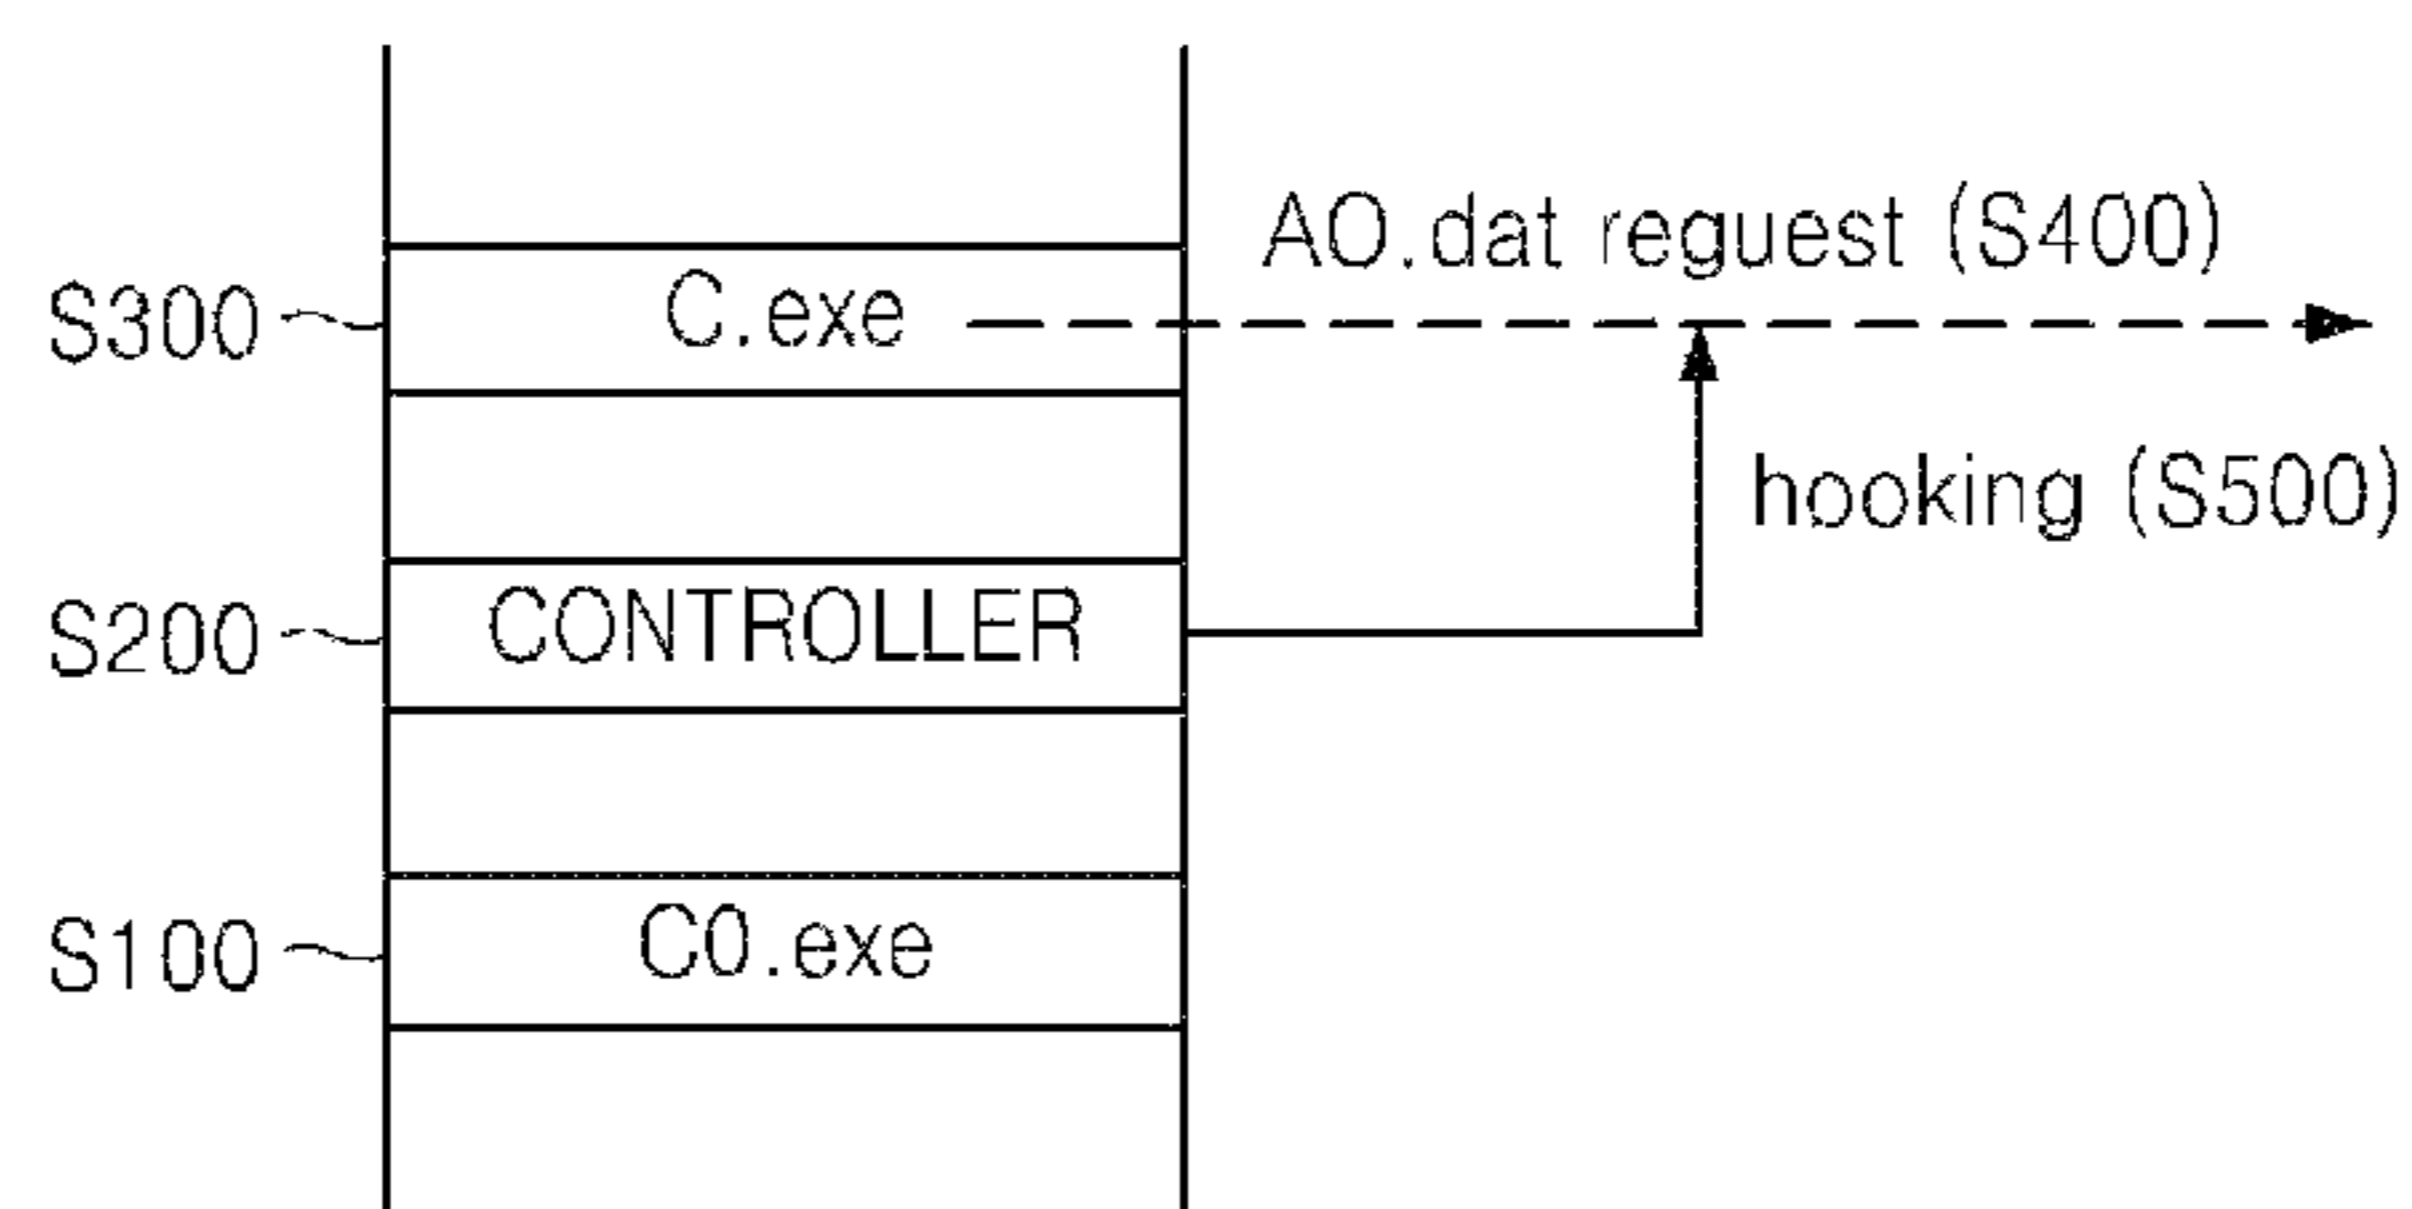 AO.dat reguest (S400)
S300 C.exe
hooking (S500)
S200 CONTROLLER
S100 C0.exe